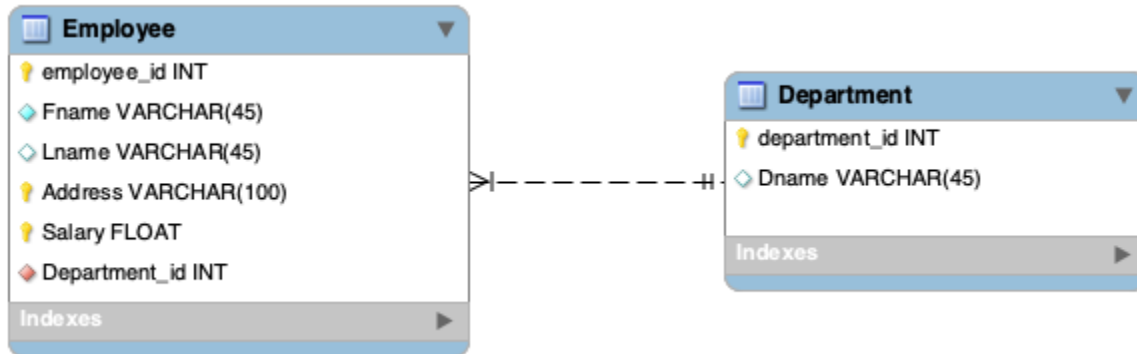 Employee
employee_id INT
Fname VARCHAR(45)
Lname VARCHAR(45)
Address VARCHAR(100)
Salary FLOAT
Department_id INT
Indexes
Department
department_id INT
Dname VARCHAR(45)
Indexes